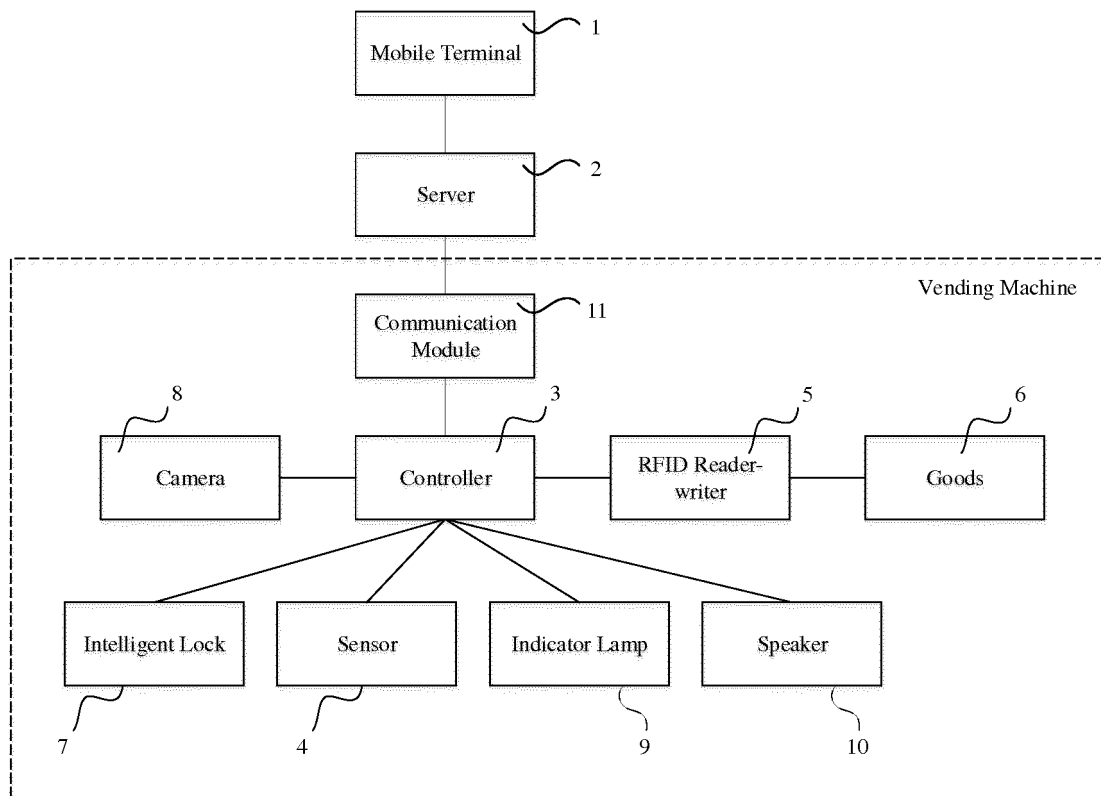 1
Mobile Terminal
2
Server
Vending Machine
11
Communication
Module
8
3
5
6
Camera
Controller
RFID Reader-
writer
Goods
Intelligent Lock
Sensor
Indicator Lamp
Speaker
7
4
9
10